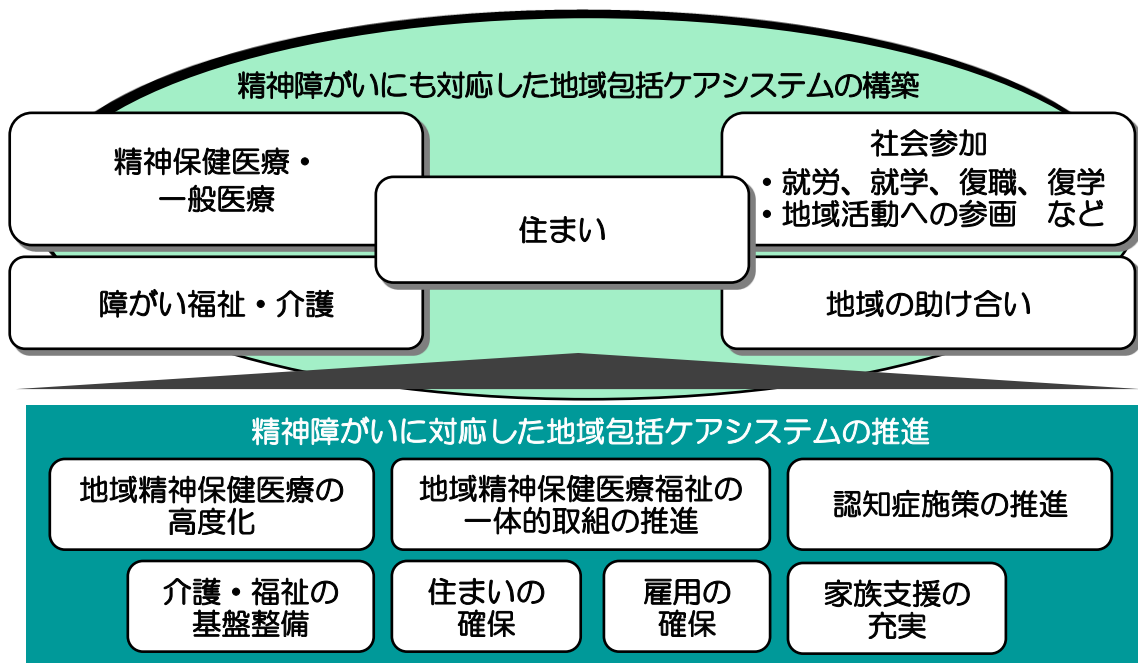 精神障がいにも対応した地域包括ケアシステムの構築
精神保健医療・
一般医療
社会参加
・就労、就学、復職、復学
・地域活動への参画　など
住まい
障がい福祉・介護
地域の助け合い
精神障がいに対応した地域包括ケアシステムの推進
地域精神保健医療の
高度化
地域精神保健医療福祉の
一体的取組の推進
認知症施策の推進
介護・福祉の
基盤整備
住まいの
確保
雇用の
確保
家族支援の
充実